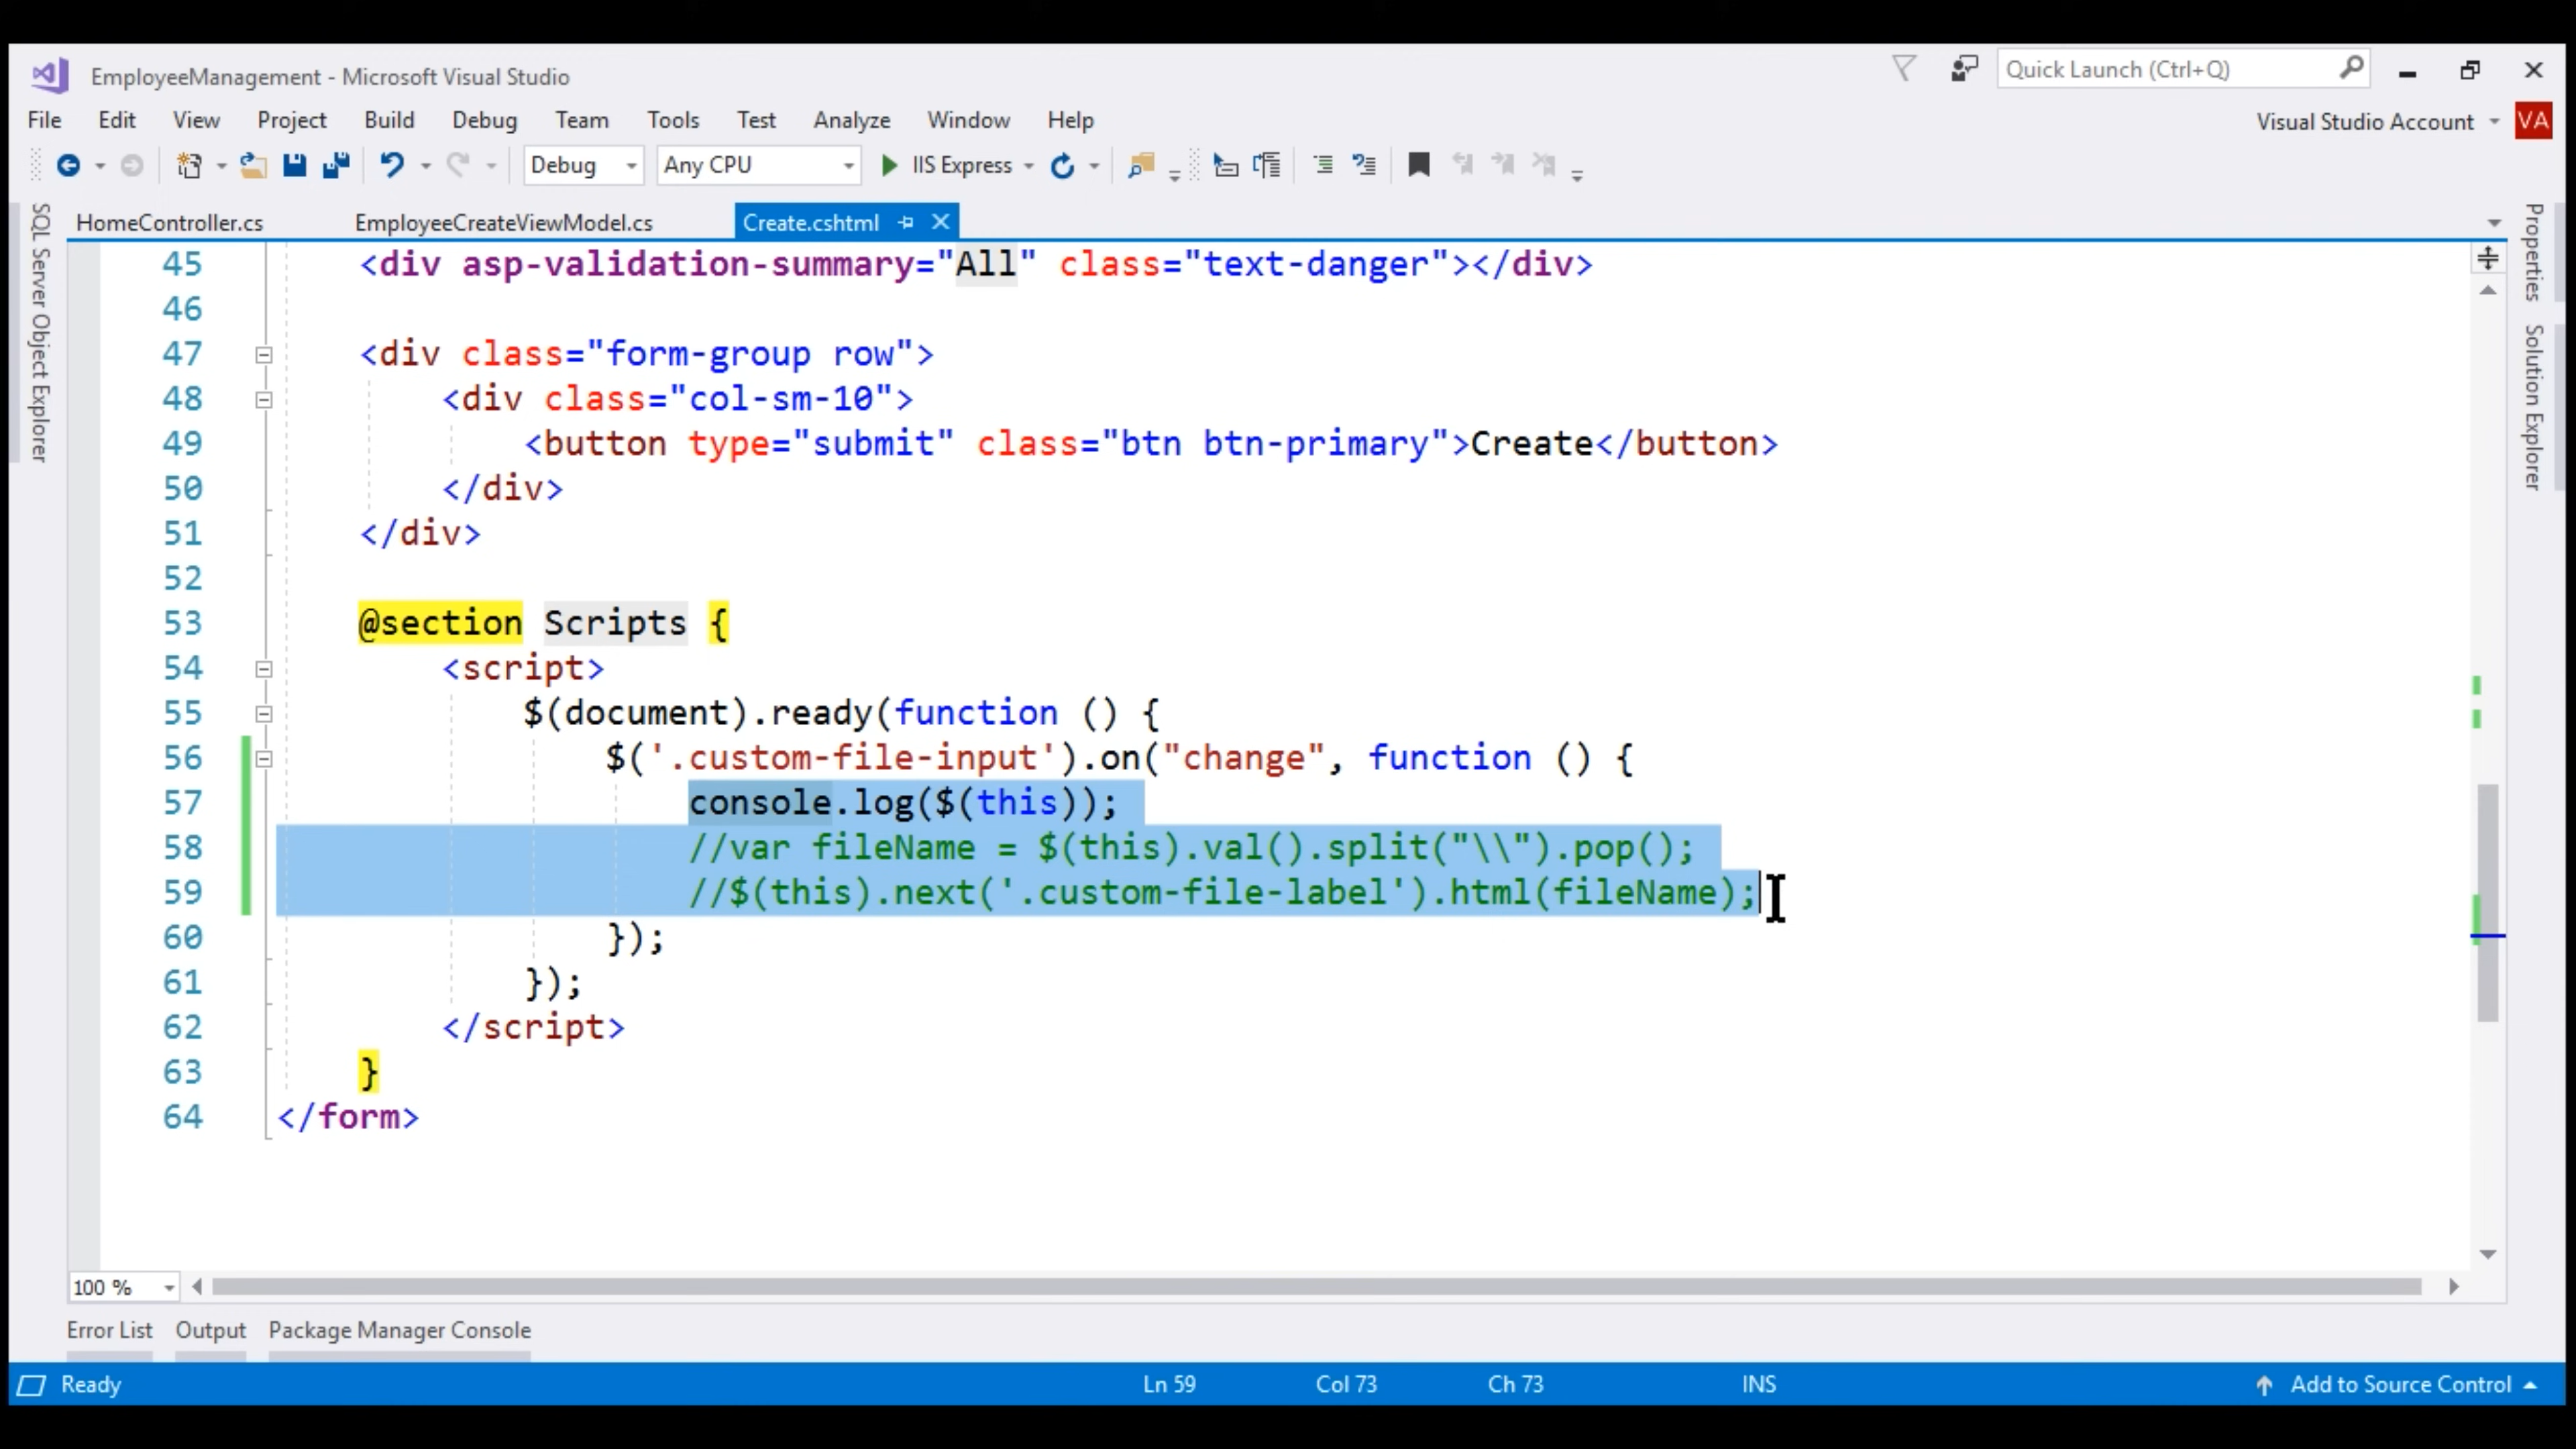 EmployeeManagement - Microsoft Visual Studio
Quick Launch (Ctrl+Q)
File Edit View Project Build Debug Team Tools Test Analyze Window Help
Visual Studio Account VA
Debug Any CPU IIS Express
HomeController.cs EmployeeCreateViewModel.cs Create.cshtml
SQL Server Object Explorer
Properties
Solution Explorer
45 <div asp-validation-summary="All" class="text-danger"></div>
46
47 <div class="form-group row">
48 <div class="col-sm-10">
49 <button type="submit" class="btn btn-primary">Create</button>
50 </div>
51 </div>
52
53 @section Scripts {
54 <script>
55 $(document).ready(function () {
56 $('.custom-file-input').on("change", function () {
57 console.log($(this));
58 //var fileName = $(this).val().split("\\").pop();
59 //$(this).next('.custom-file-label').html(fileName);
60 });
61 });
62 </script>
63 }
64 </form>
100 %
Error List Output Package Manager Console
Ready Ln 59 Col 73 Ch 73 INS Add to Source Control